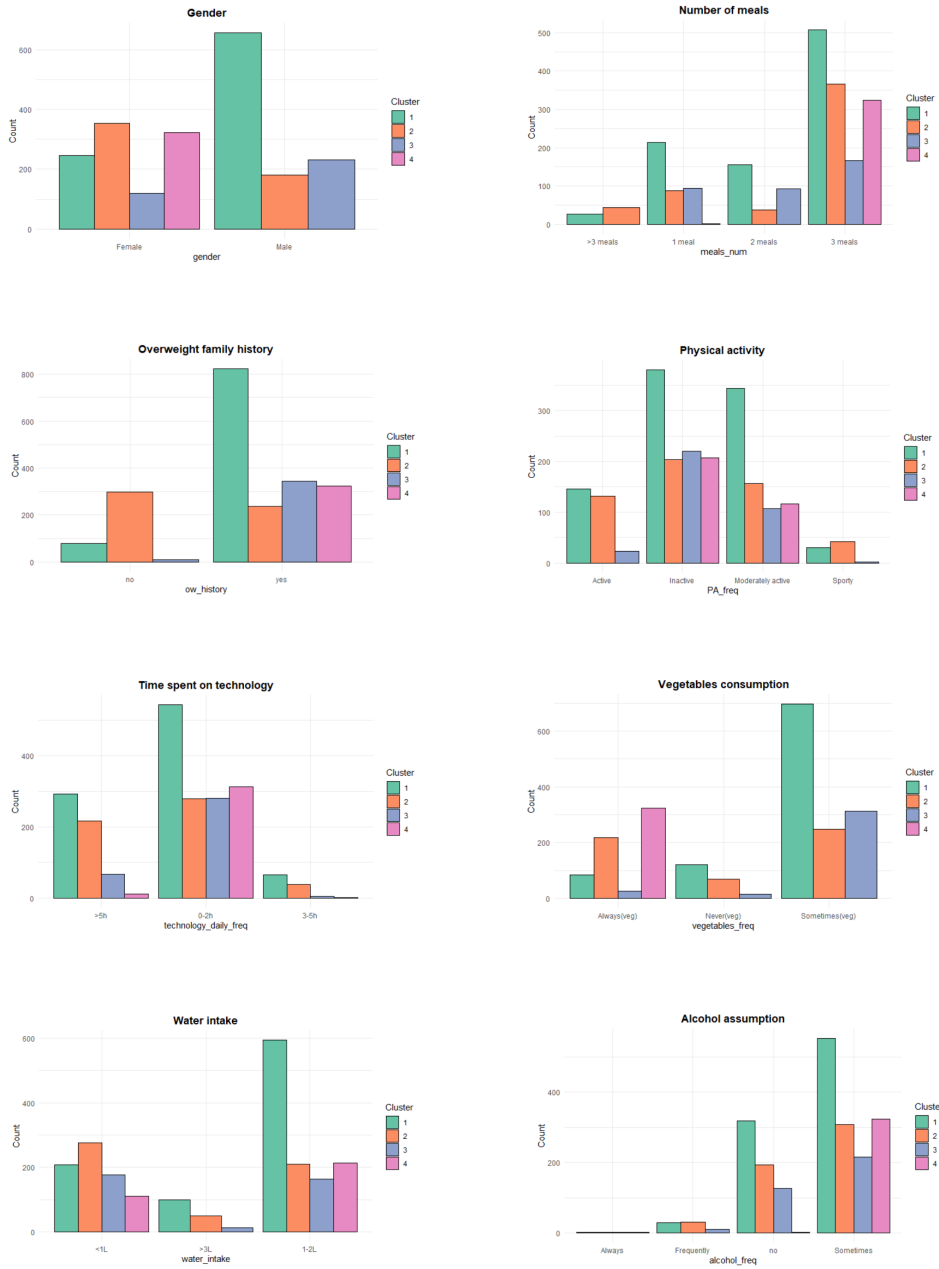 Gender
600
400
200
0
Count
Female
Male
gender
Cluster
1
2
3
4
Number of meals
500
400
300
200
100
0
Count
>3 meals
1 meal
2 meals
3 meals
meals_num
Cluster
1
2
3
4
Overweight family history
800
600
400
200
0
Count
no
yes
ow_history
Cluster
1
2
3
4
Physical activity
300
200
100
0
Count
Active
Inactive
Moderately active
Sporty
PA_freq
Cluster
1
2
3
4
Time spent on technology
400
200
0
Count
>5h
0-2h
3-5h
technology_daily_freq
Cluster
1
2
3
4
Vegetables consumption
600
400
200
0
Count
Always(veg)
Never(veg)
Sometimes(veg)
vegetables_freq
Cluster
1
2
3
4
Water intake
600
400
200
0
Count
<1L
>3L
1-2L
water_intake
Cluster
1
2
3
4
Alcohol assumption
400
200
0
Count
Always
Frequently
no
Sometimes
alcohol_freq
Cluste
1
2
3
4